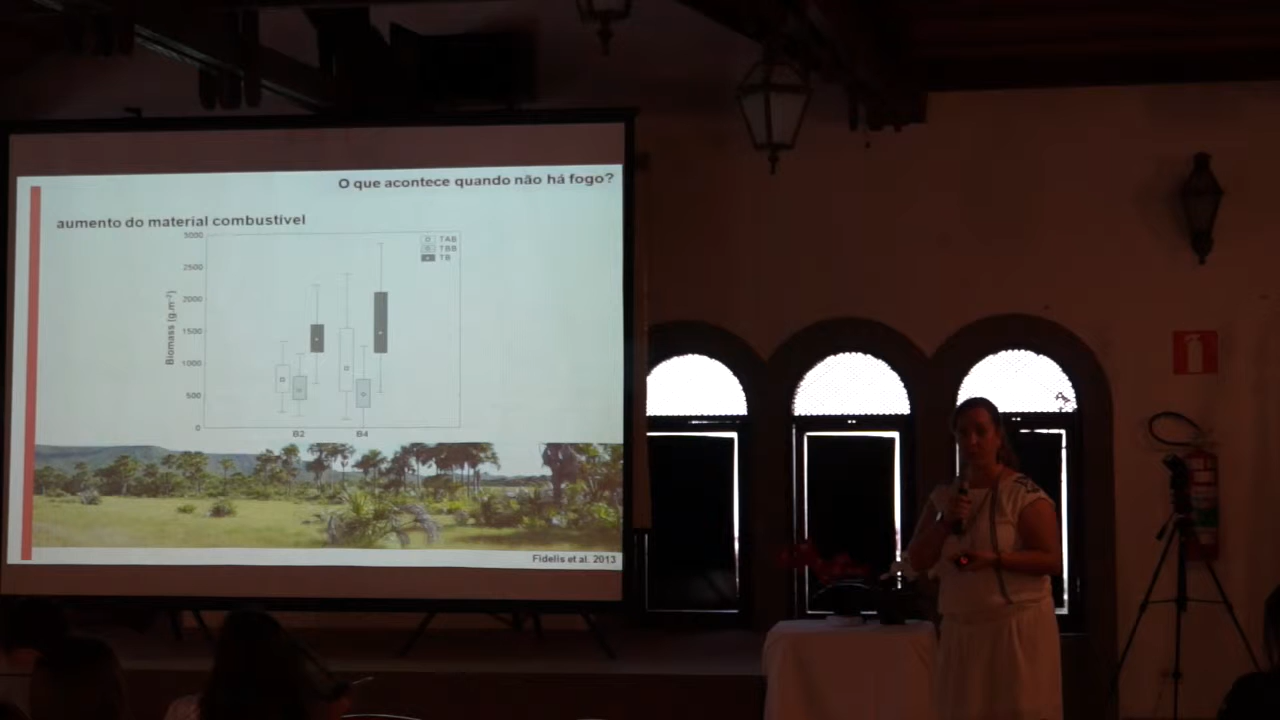 O que acontece quando não há fogo?
aumento do material combustível
TAB
TBB
TB
3000
2500
2000
1500
1000
500
0
Biomass (g.m⁻²)
B2
B4
Fidelis et al. 2013